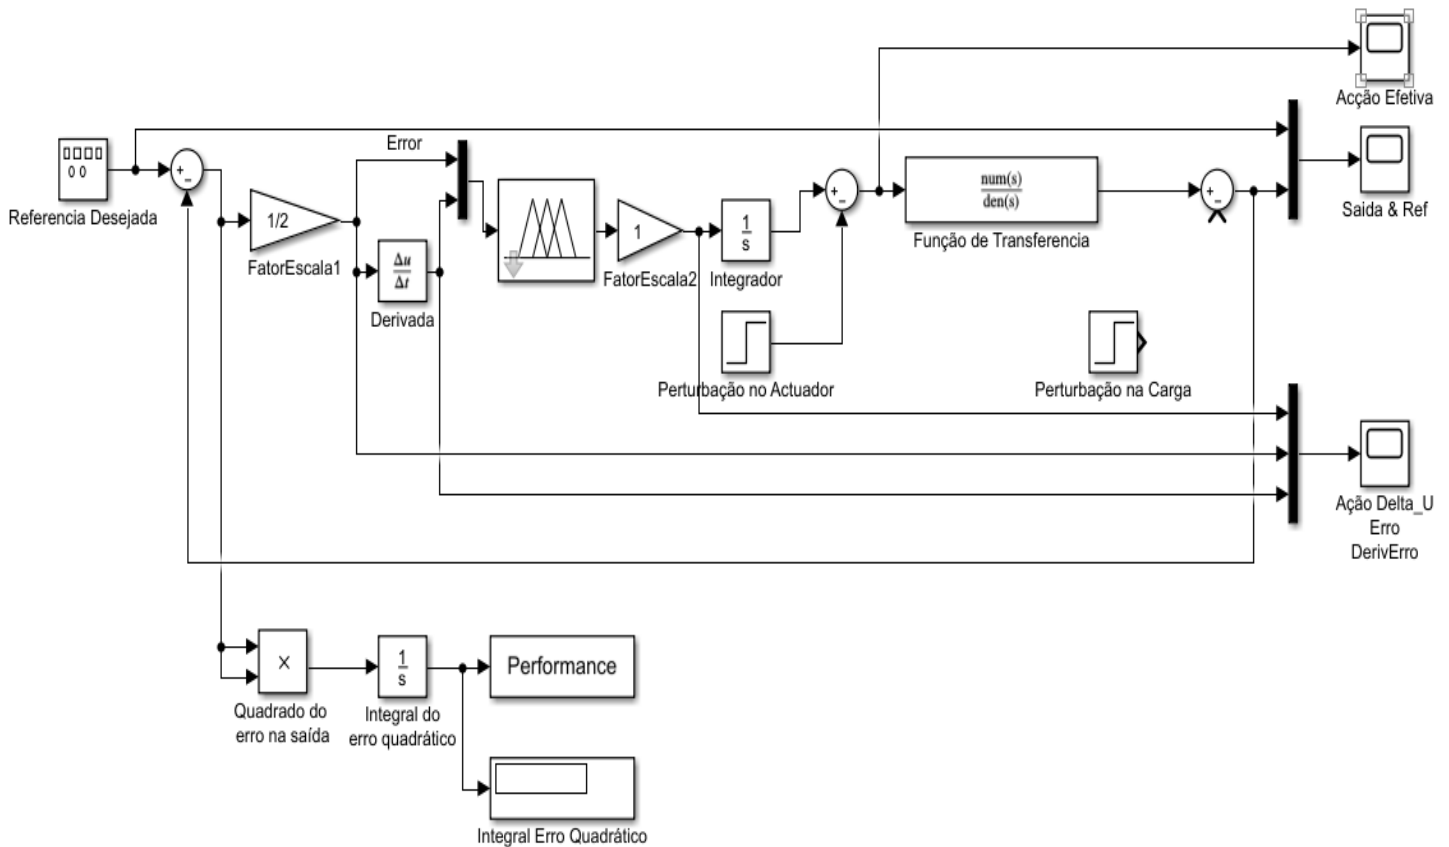 Acção Efetiva
Error
Referencia Desejada
+
-
1/2
FatorEscala1
Δu
Δt
Derivada
1
FatorEscala2
1
s
Integrador
+
-
num(s)
den(s)
Função de Transferencia
+
-
Saida & Ref
Perturbação no Actuador
Perturbação na Carga
Ação Delta_U
Erro
DerivErro
×
Quadrado do
erro na saída
1
s
Integral do
erro quadrático
Performance
Integral Erro Quadrático